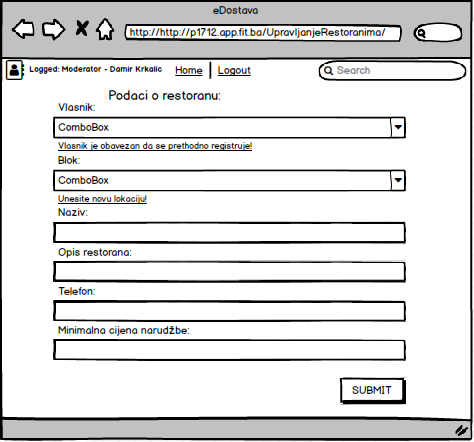 eDostava
http://http://p1712.app.fit.ba/UpravljanjeRestoranima/
Logged: Moderator - Damir Krkalic Home Logout Search
Podaci o restoranu:
Vlasnik:
ComboBox
Vlasnik je obavezan da se prethodno registruje!
Blok:
ComboBox
Unesite novu lokaciju!
Naziv:
Opis restorana:
Telefon:
Minimalna cijena narudžbe:
SUBMIT